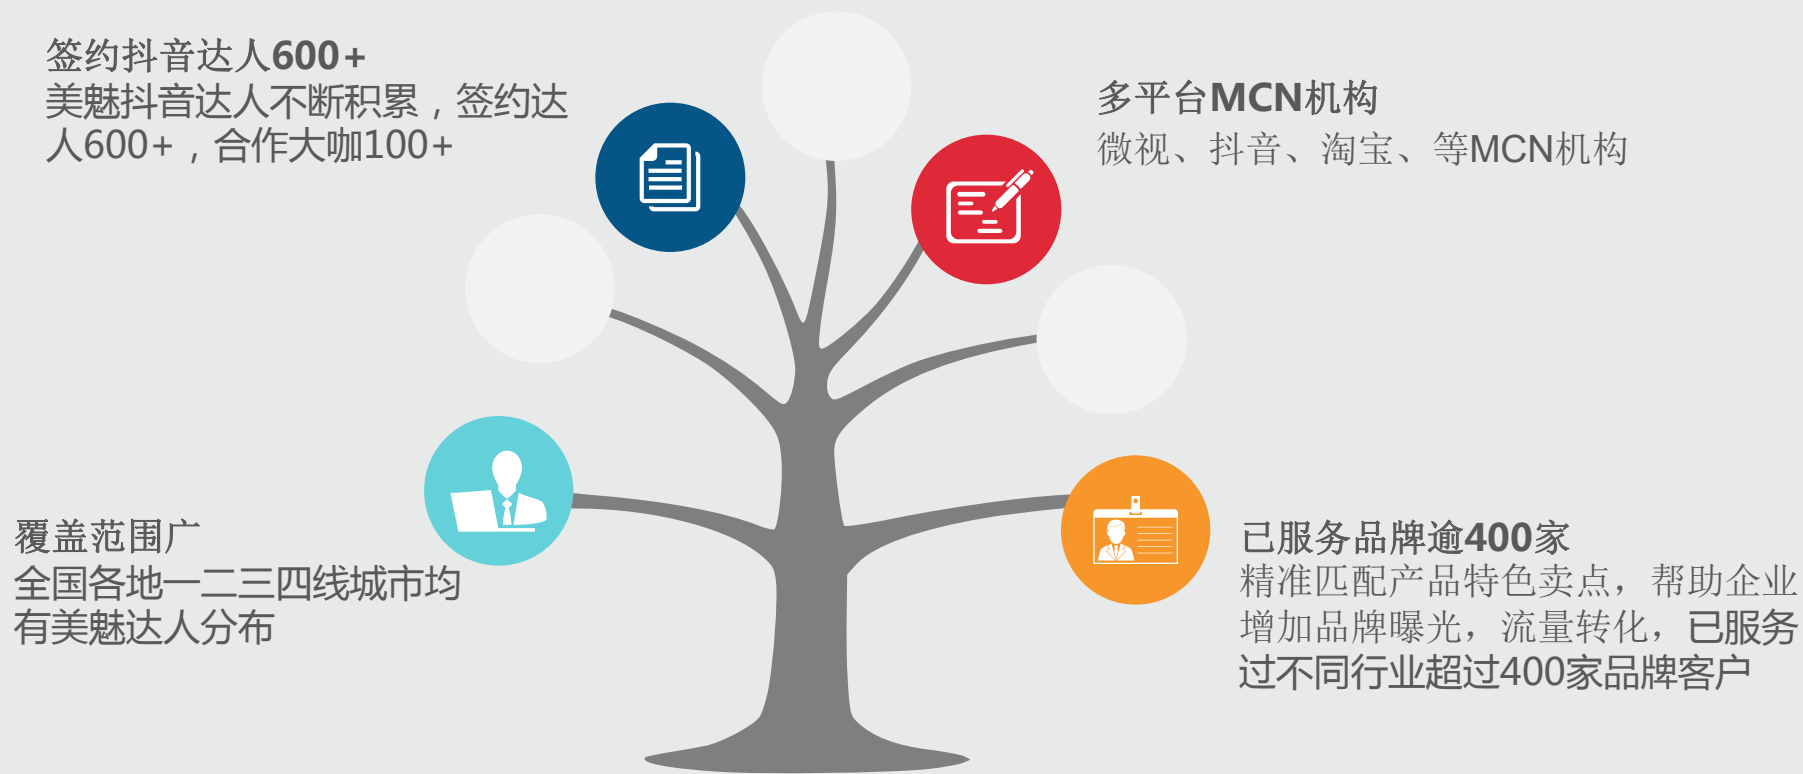 签约抖音达人600+
美魅抖音达人不断积累，签约达
人600+，合作大咖100+
多平台MCN机构
微视、抖音、淘宝、等MCN机构
覆盖范围广
全国各地一二三四线城市均
有美魅达人分布
已服务品牌逾400家
精准匹配产品特色卖点，帮助企业
增加品牌曝光，流量转化，已服务
过不同行业超过400家品牌客户